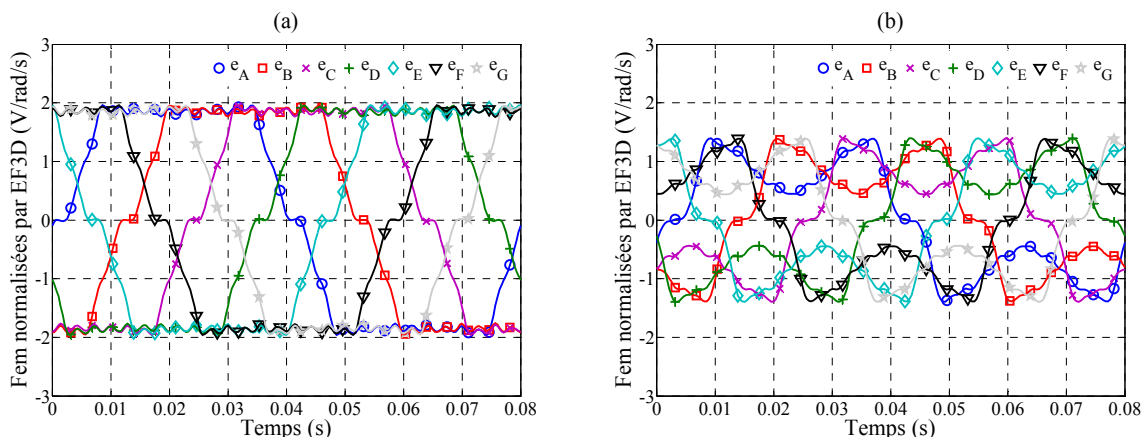 (a)
Fem normalisées par EF3D (V/rad/s)
3
2
1
0
-1
-2
-3
e_A e_B e_C e_D e_E e_F e_G
0 0.01 0.02 0.03 0.04 0.05 0.06 0.07 0.08
Temps (s)
(b)
Fem normalisées par EF3D (V/rad/s)
3
2
1
0
-1
-2
-3
e_A e_B e_C e_D e_E e_F e_G
0 0.01 0.02 0.03 0.04 0.05 0.06 0.07 0.08
Temps (s)